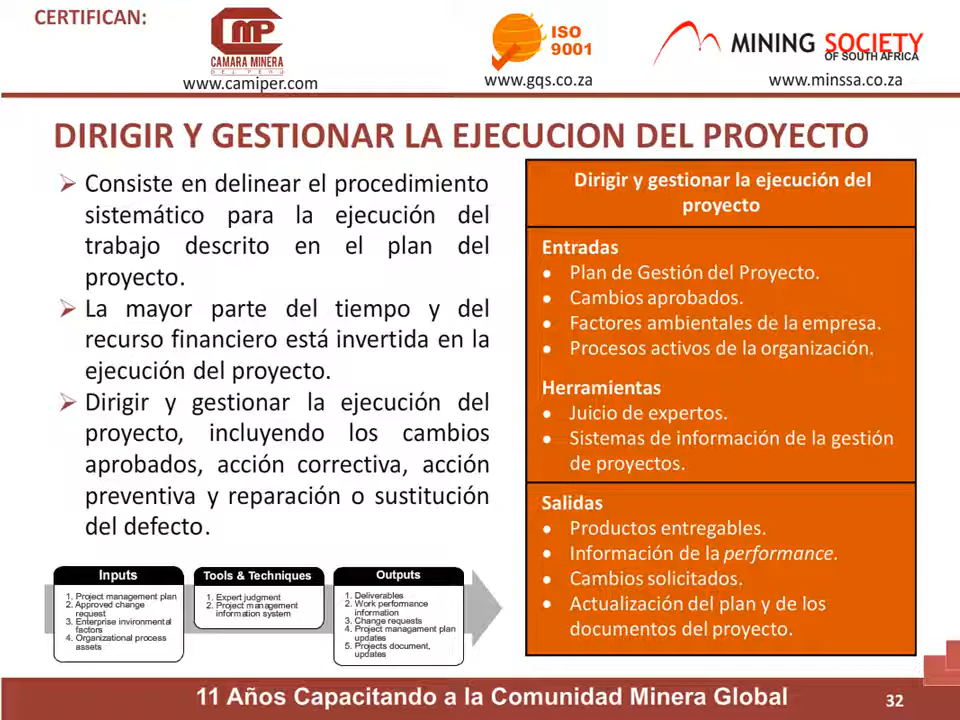 CERTIFICAN:
CMP
CAMARA MINERA
DEL PERU
www.camiper.com
ISO
9001
www.gqs.co.za
MINING SOCIETY
OF SOUTH AFRICA
www.minssa.co.za
DIRIGIR Y GESTIONAR LA EJECUCION DEL PROYECTO
Consiste en delinear el procedimiento
sistemático para la ejecución del
trabajo descrito en el plan del
proyecto.
La mayor parte del tiempo y del
recurso financiero está invertida en la
ejecución del proyecto.
Dirigir y gestionar la ejecución del
proyecto, incluyendo los cambios
aprobados, acción correctiva, acción
preventiva y reparación o sustitución
del defecto.
Inputs
1. Project management plan
2. Approved change
request
3. Enterprise invironmental
factors
4. Organizational process
assets
Tools & Techniques
1. Expert judgment
2. Project management
information system
Outputs
1. Deliverables
2. Work performance
information
3. Change requests
4. Project managament plan
updates
5. Projects document,
updates
Dirigir y gestionar la ejecución del
proyecto
Entradas
• Plan de Gestión del Proyecto.
• Cambios aprobados.
• Factores ambientales de la empresa.
• Procesos activos de la organización.
Herramientas
• Juicio de expertos.
• Sistemas de información de la gestión
de proyectos.
Salidas
• Productos entregables.
• Información de la performance.
• Cambios solicitados.
• Actualización del plan y de los
documentos del proyecto.
11 Años Capacitando a la Comunidad Minera Global
32